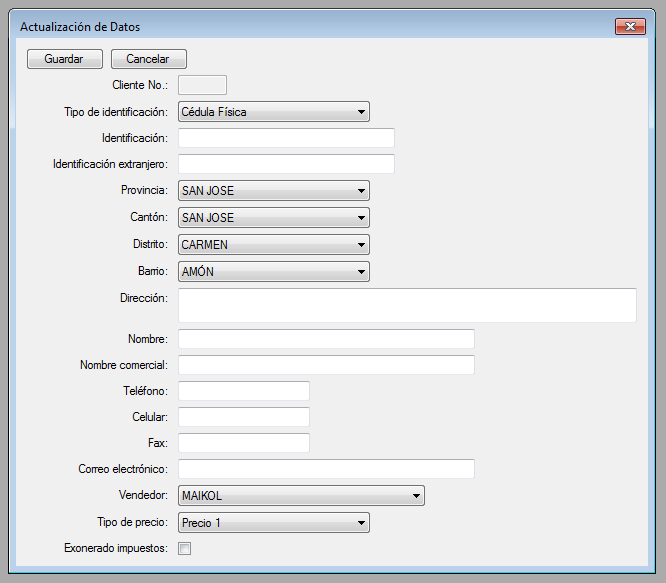 Actualización de Datos
Guardar Cancelar
Cliente No.:
Tipo de identificación: Cédula Física
Identificación:
Identificación extranjero:
Provincia: SAN JOSE
Cantón: SAN JOSE
Distrito: CARMEN
Barrio: AMÓN
Dirección:
Nombre:
Nombre comercial:
Teléfono:
Celular:
Fax:
Correo electrónico:
Vendedor: MAIKOL
Tipo de precio: Precio 1
Exonerado impuestos: